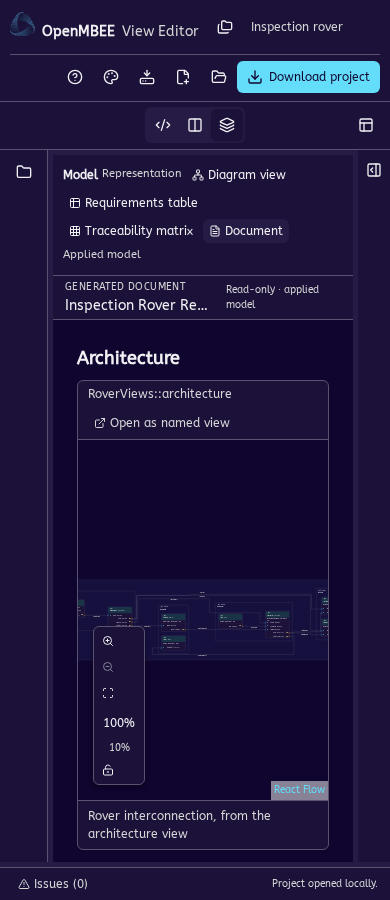 OpenMBEE View Editor Inspection rover
Download project
Model Representation Diagram view
Requirements table
Traceability matrix Document
Applied model
GENERATED DOCUMENT
Inspection Rover Re...
Read-only · applied model
Architecture
RoverViews::architecture
Open as named view
100%
10%
React Flow
Rover interconnection, from the
architecture view
Issues (0)
Project opened locally.